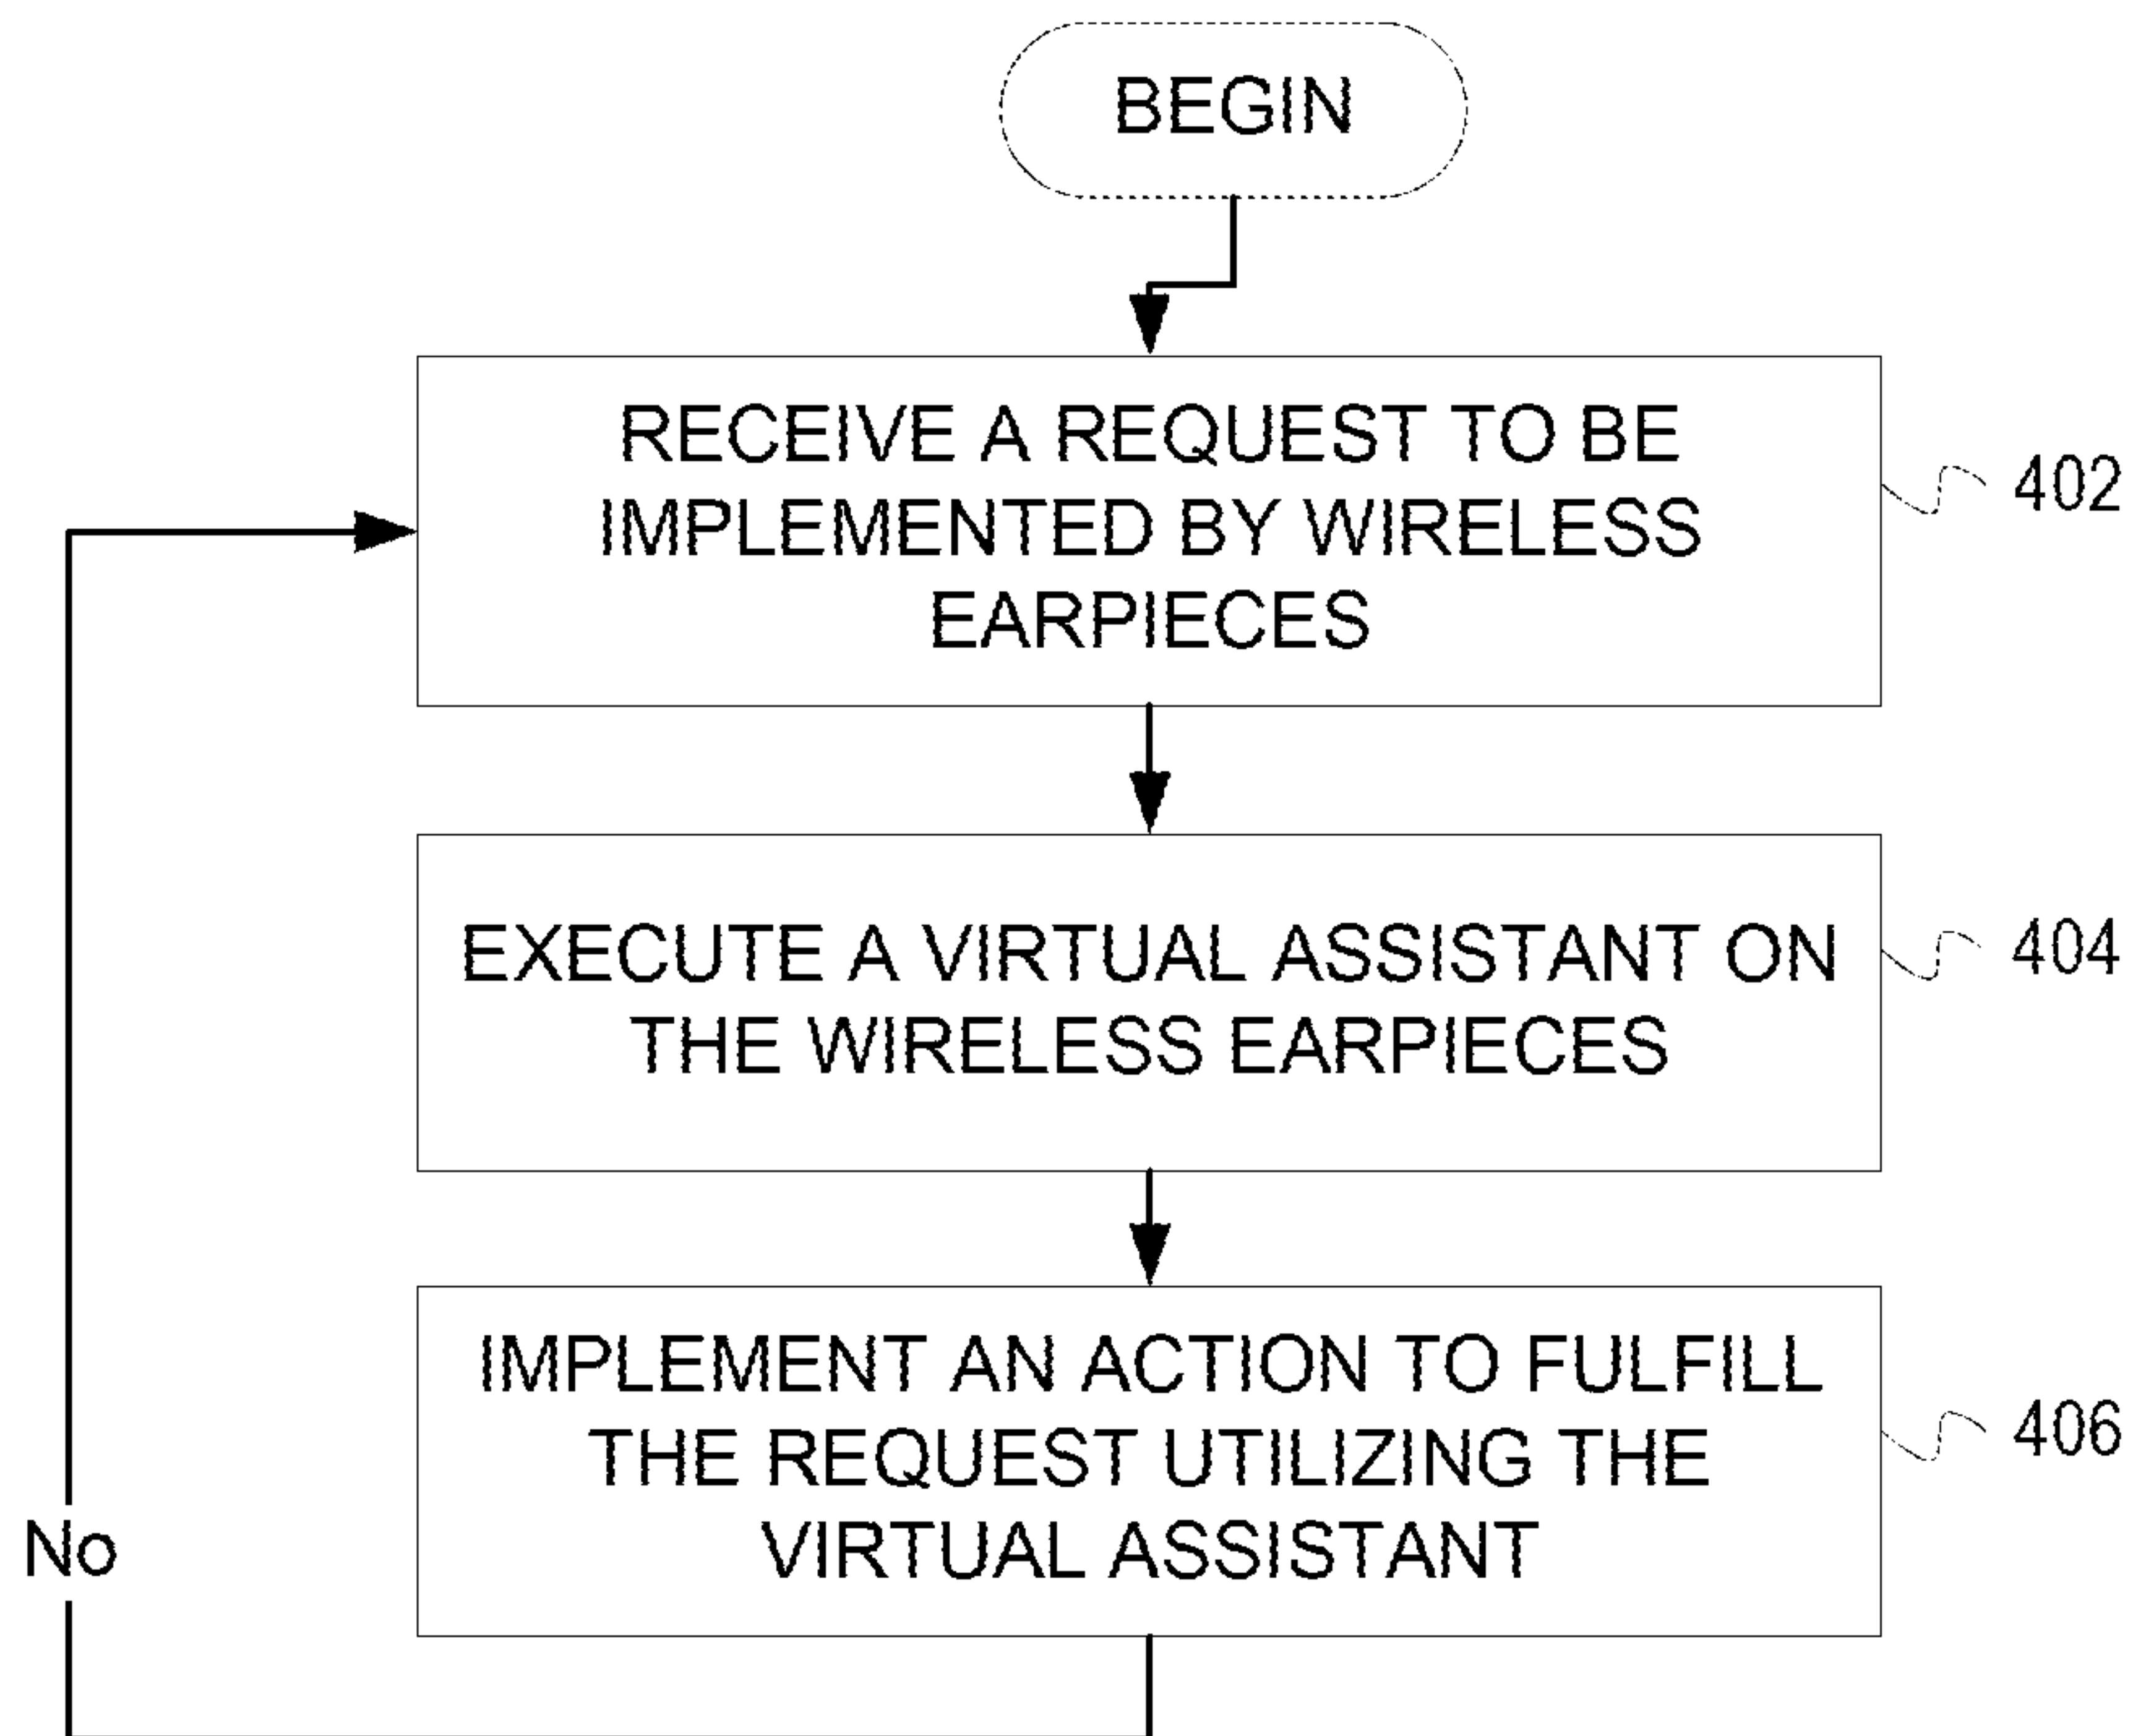 BEGIN
RECEIVE A REQUEST TO BE
IMPLEMENTED BY WIRELESS
EARPIECES
402
EXECUTE A VIRTUAL ASSISTANT ON
THE WIRELESS EARPIECES
404
IMPLEMENT AN ACTION TO FULFILL
THE REQUEST UTILIZING THE
VIRTUAL ASSISTANT
406
No